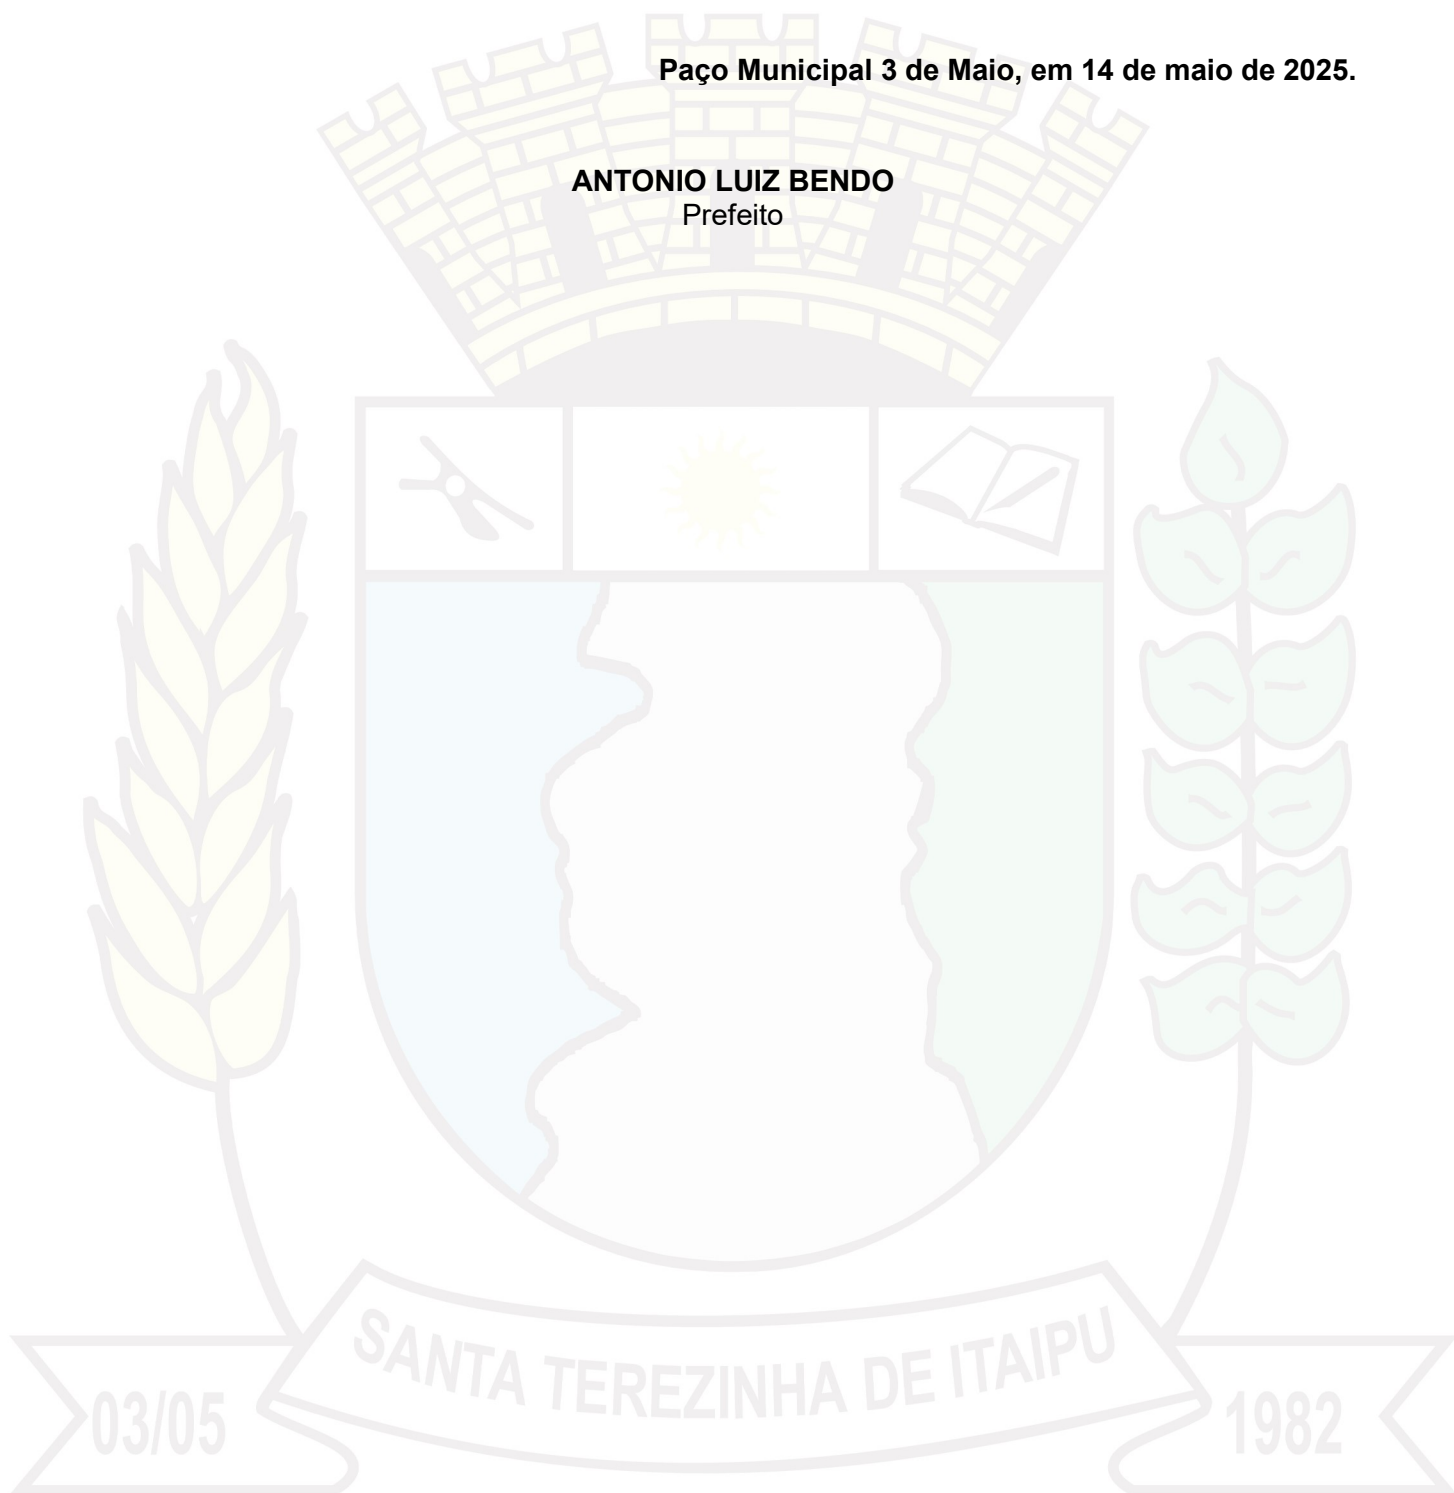 Paço Municipal 3 de Maio, em 14 de maio de 2025.
ANTONIO LUIZ BENDO
Prefeito
SANTA TEREZINHA DE ITAIPU
03/05
1982